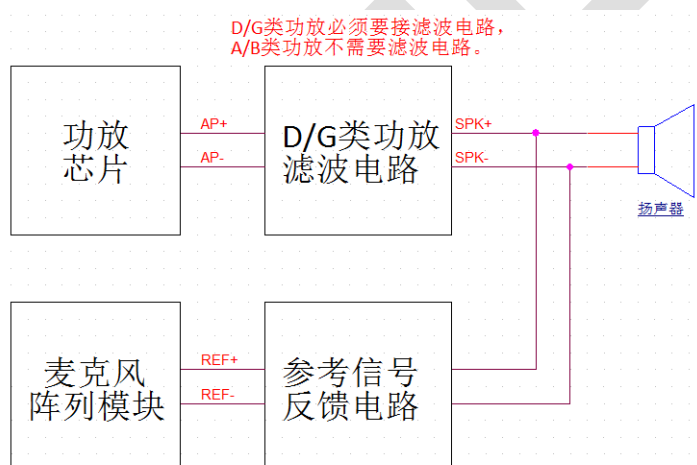 D/G类功放必须要接滤波电路，
A/B类功放不需要滤波电路。
功放
芯片
AP+
AP-
D/G类功放
滤波电路
SPK+
SPK-
扬声器
麦克风
阵列模块
REF+
REF-
参考信号
反馈电路